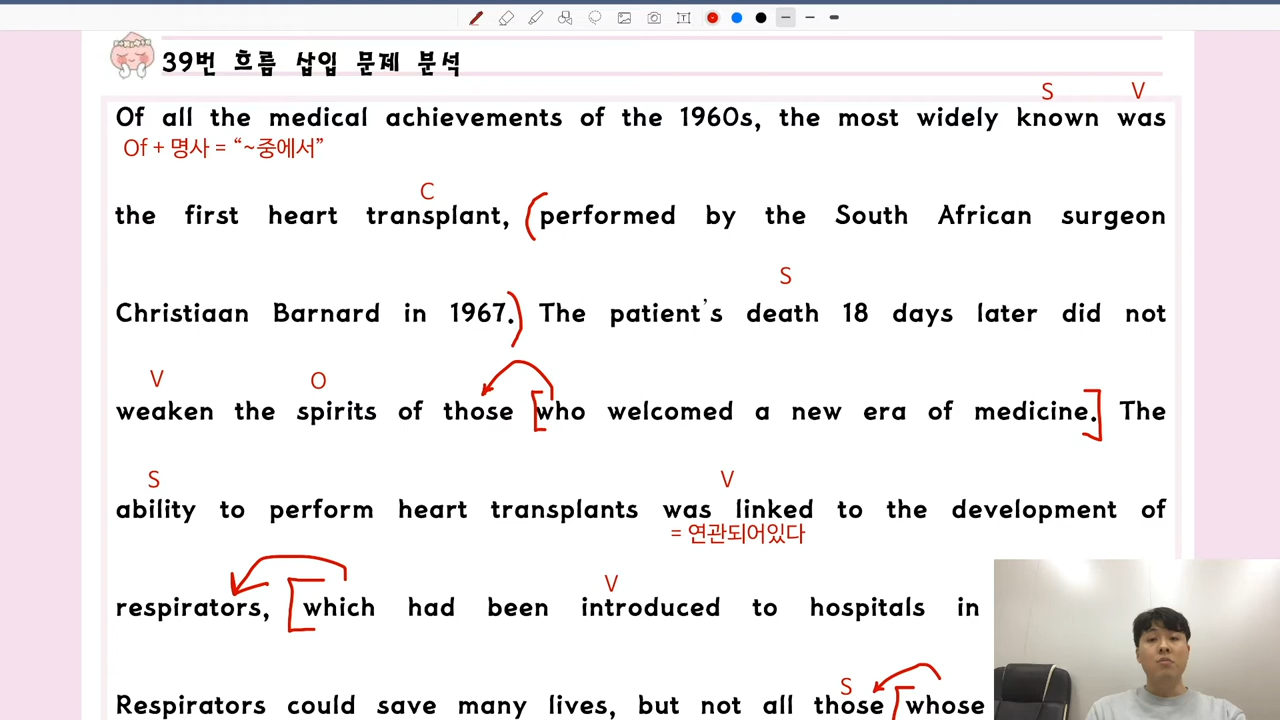 39번 흐름 삽입 문제 분석
S V
Of all the medical achievements of the 1960s, the most widely known was
Of + 명사 = “~중에서”
C
the first heart transplant, (performed by the South African surgeon
S
Christiaan Barnard in 1967.) The patient’s death 18 days later did not
V O
weaken the spirits of those [who welcomed a new era of medicine.] The
S V
ability to perform heart transplants was linked to the development of
= 연관되어있다
V
respirators, [which had been introduced to hospitals in
S
Respirators could save many lives, but not all those [whose